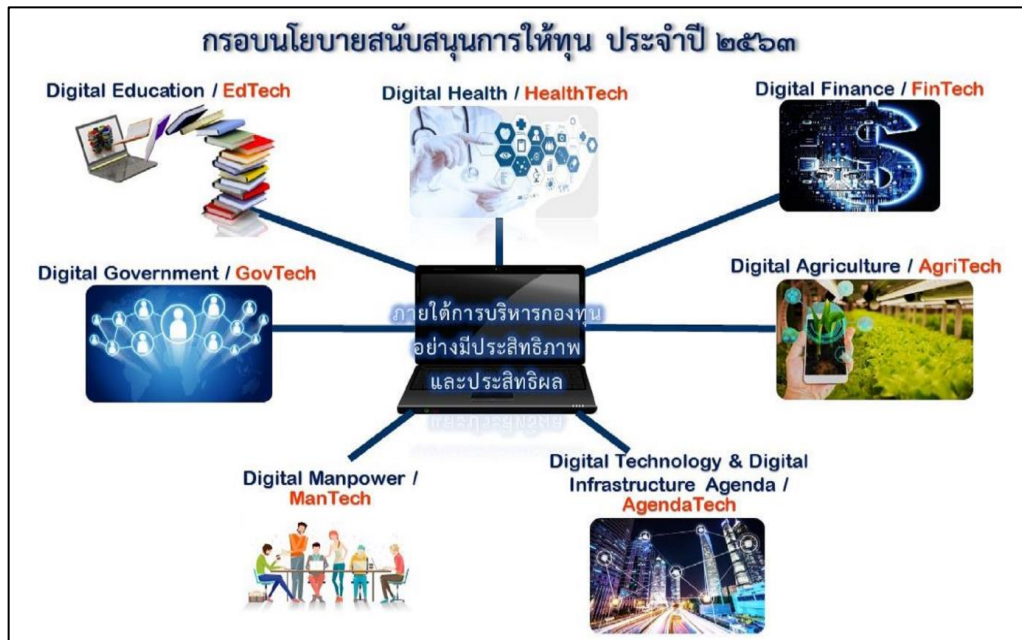 กรอบนโยบายสนับสนุนการให้ทุน ประจำปี ๒๕๖๓
Digital Education / EdTech
Digital Health / HealthTech
Digital Finance / FinTech
Digital Government / GovTech
Digital Agriculture / AgriTech
ภายใต้การบริหารกองทุน
อย่างมีประสิทธิภาพ
และประสิทธิผล
Digital Manpower /
ManTech
Digital Technology & Digital
Infrastructure Agenda /
AgendaTech